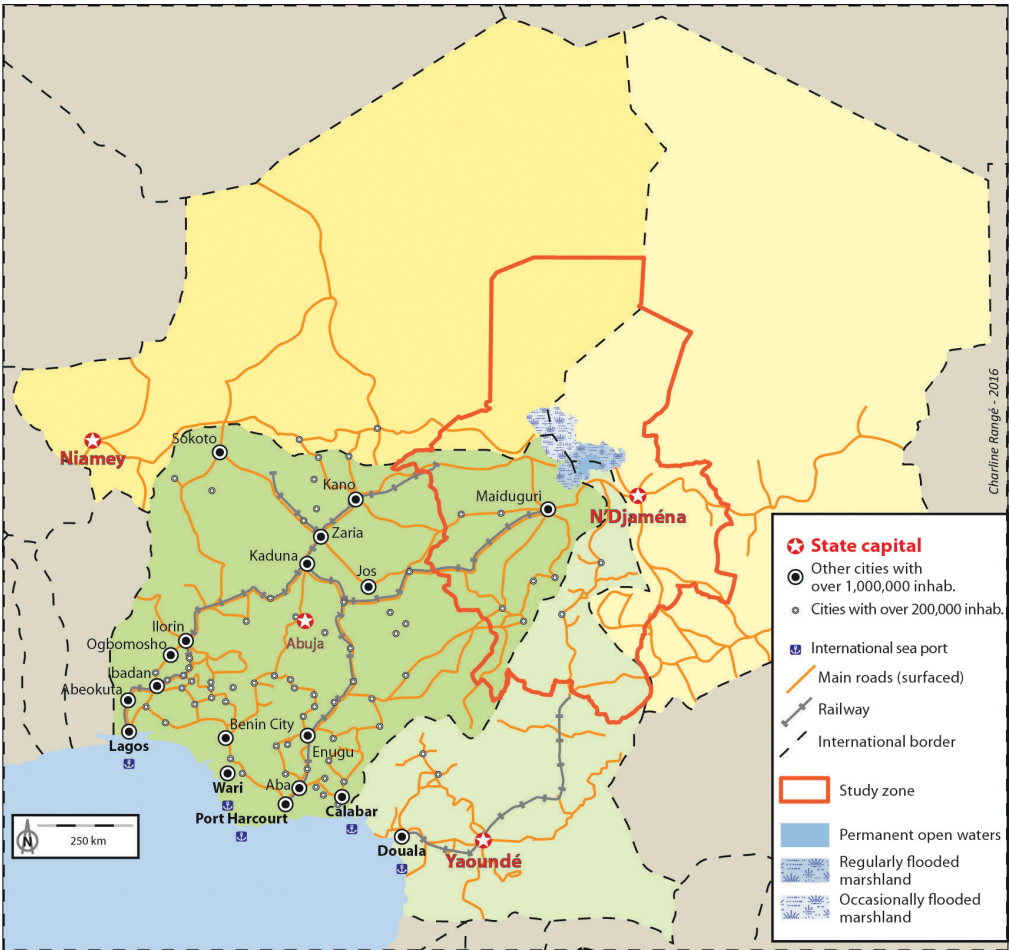 Charline Rangé - 2016
Sokoto
Niamey
Kano
Maiduguri
N'Djaména
Zaria
Kaduna
Jos
Ilorin
Abuja
Ogbomosho
Ibadan
Abeokuta
Benin City
Lagos
Enugu
Wari
Aba
Port Harcourt
Calabar
Douala
Yaoundé
N
250 km
State capital
Other cities with
over 1,000,000 inhab.
Cities with over 200,000 inhab.
International sea port
Main roads (surfaced)
Railway
International border
Study zone
Permanent open waters
Regularly flooded
marshland
Occasionally flooded
marshland